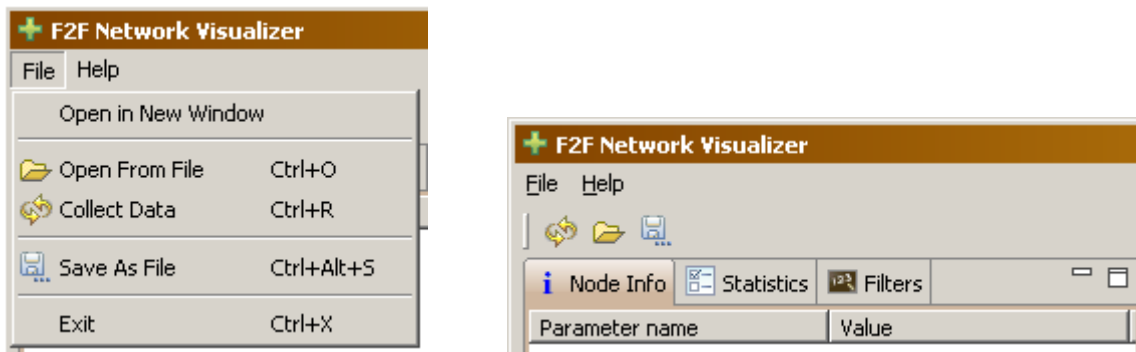 F2F Network Visualizer
File Help
Open in New Window
Open From File Ctrl+O
Collect Data Ctrl+R
Save As File Ctrl+Alt+S
Exit Ctrl+X
F2F Network Visualizer
File Help
Node Info Statistics Filters
Parameter name Value